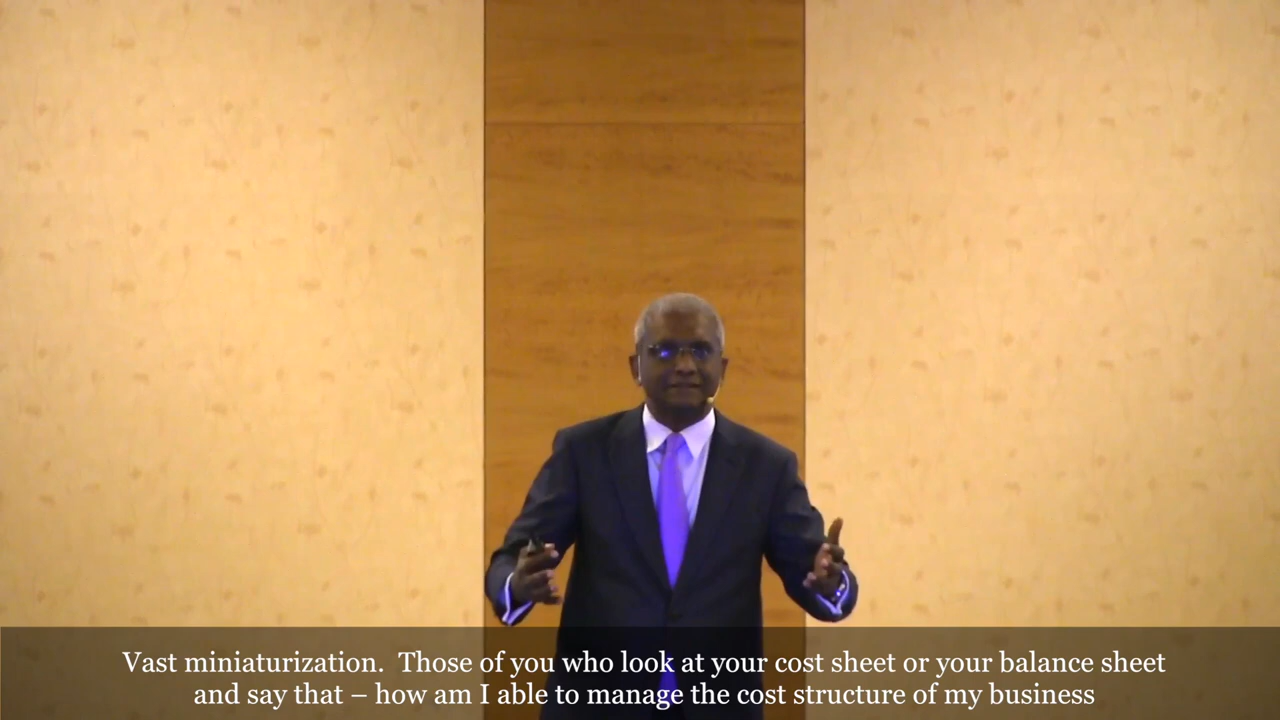 Vast miniaturization.  Those of you who look at your cost sheet or your balance sheet
and say that – how am I able to manage the cost structure of my business